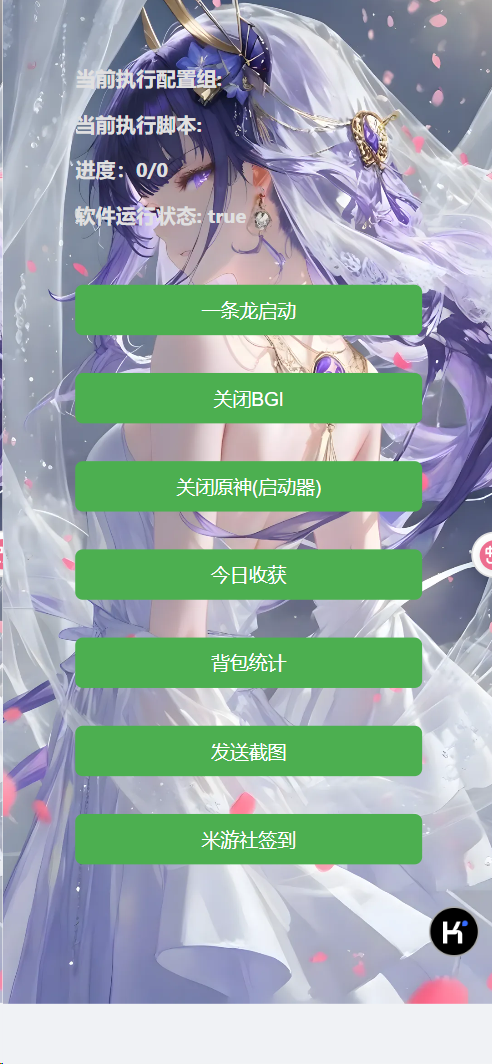 当前执行配置组:
当前执行脚本:
进度：0/0
软件运行状态: true
一条龙启动
关闭BGI
关闭原神(启动器)
今日收获
背包统计
发送截图
米游社签到
K